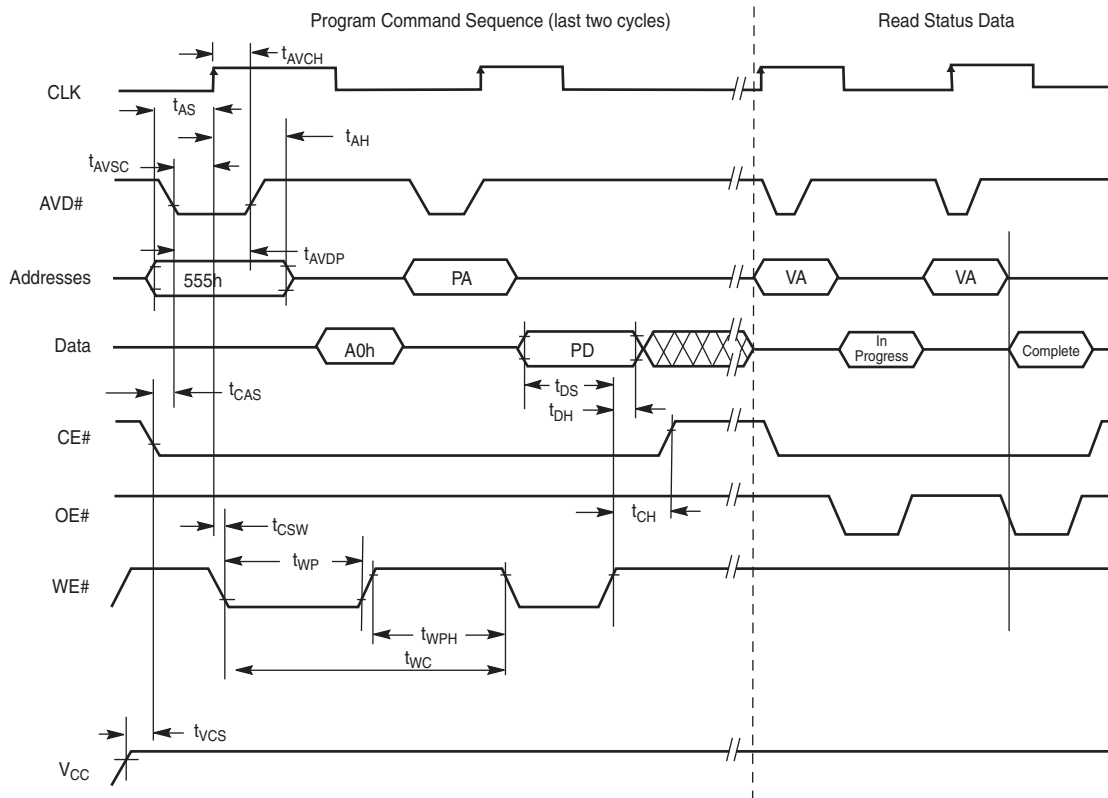 Program Command Sequence (last two cycles)
Read Status Data
tAVCH
CLK
tAS
tAH
tAVSC
AVD#
tAVDP
Addresses
555h
PA
VA
VA
Data
A0h
PD
In
Progress
Complete
tDS
tCAS
tDH
CE#
OE#
tCH
tCSW
tWP
WE#
tWPH
tWC
tVCS
VCC